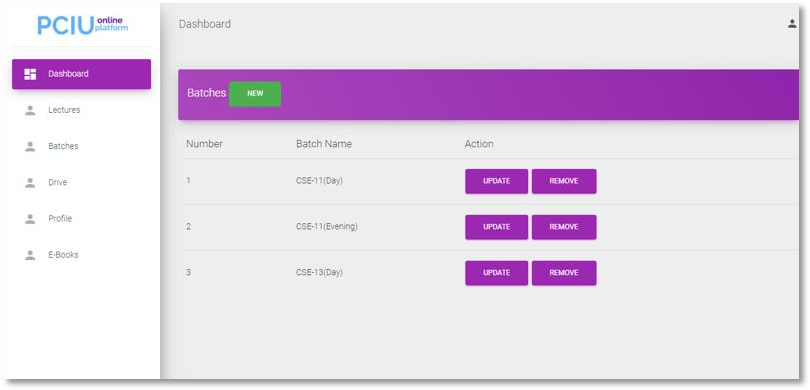 PCIU online platform
Dashboard
Dashboard
Lectures
Batches
Drive
Profile
E-Books
Batches NEW
Number Batch Name Action
1 CSE-11(Day) UPDATE REMOVE
2 CSE-11(Evening) UPDATE REMOVE
3 CSE-13(Day) UPDATE REMOVE